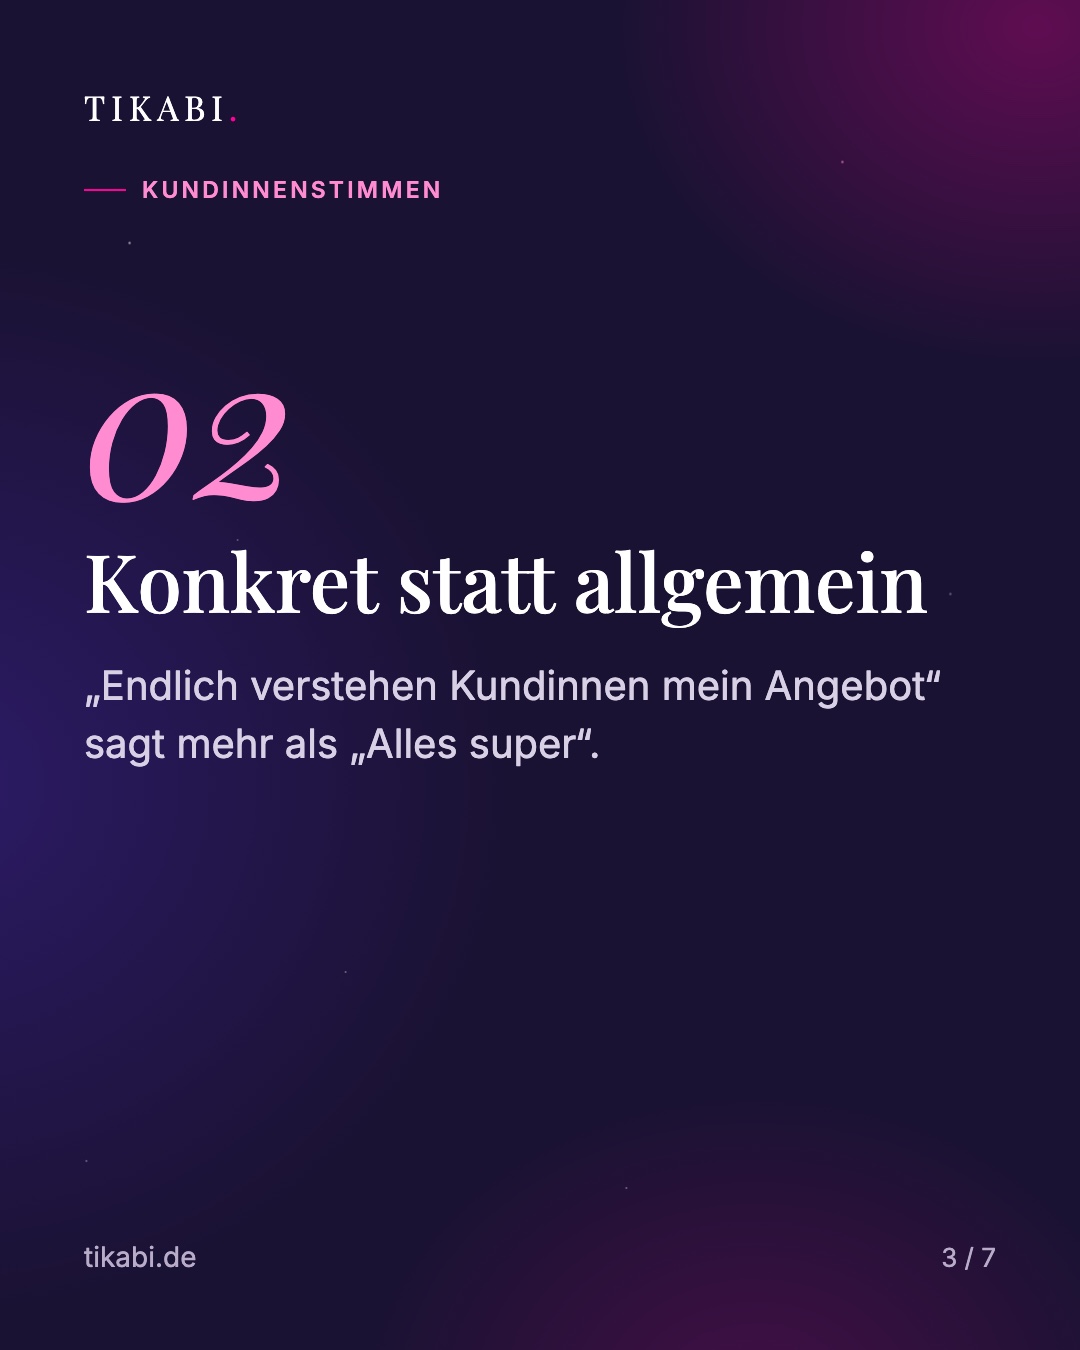 TIKABI.
KUNDINNENSTIMMEN
02
Konkret statt allgemein
„Endlich verstehen Kundinnen mein Angebot“
sagt mehr als „Alles super“.
tikabi.de
3 / 7